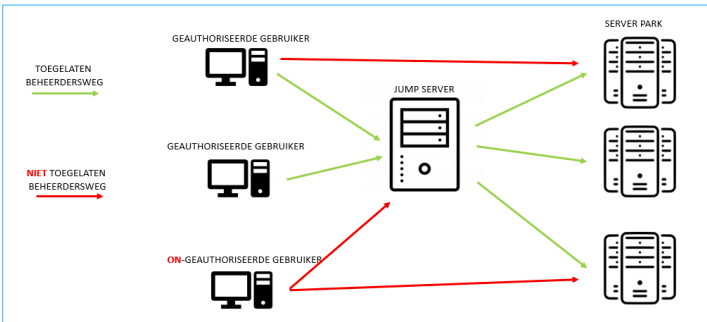 GEAUTHORISEERDE GEBRUIKER
SERVER PARK
TOEGELATEN
BEHEERDERSWEG
JUMP SERVER
GEAUTHORISEERDE GEBRUIKER
NIET TOEGELATEN
BEHEERDERSWEG
ON-GEAUTHORISEERDE GEBRUIKER